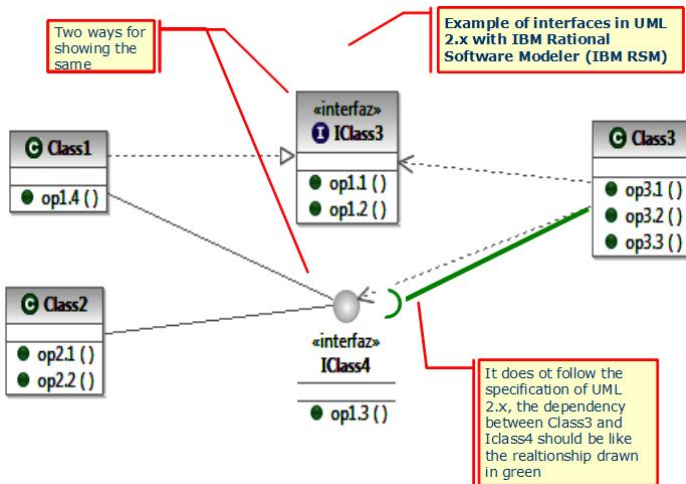 Two ways for
showing the
same
Example of interfaces in UML
2.x with IBM Rational
Software Modeler (IBM RSM)
«interfaz»
I IClass3
op1.1 ( )
op1.2 ( )
C Class1
op1.4 ( )
C Class3
op3.1 ( )
op3.2 ( )
op3.3 ( )
C Class2
op2.1 ( )
op2.2 ( )
«interfaz»
IClass4
op1.3 ( )
It does ot follow the
specification of UML
2.x, the dependency
between Class3 and
Iclass4 should be like
the realtionship drawn
in green